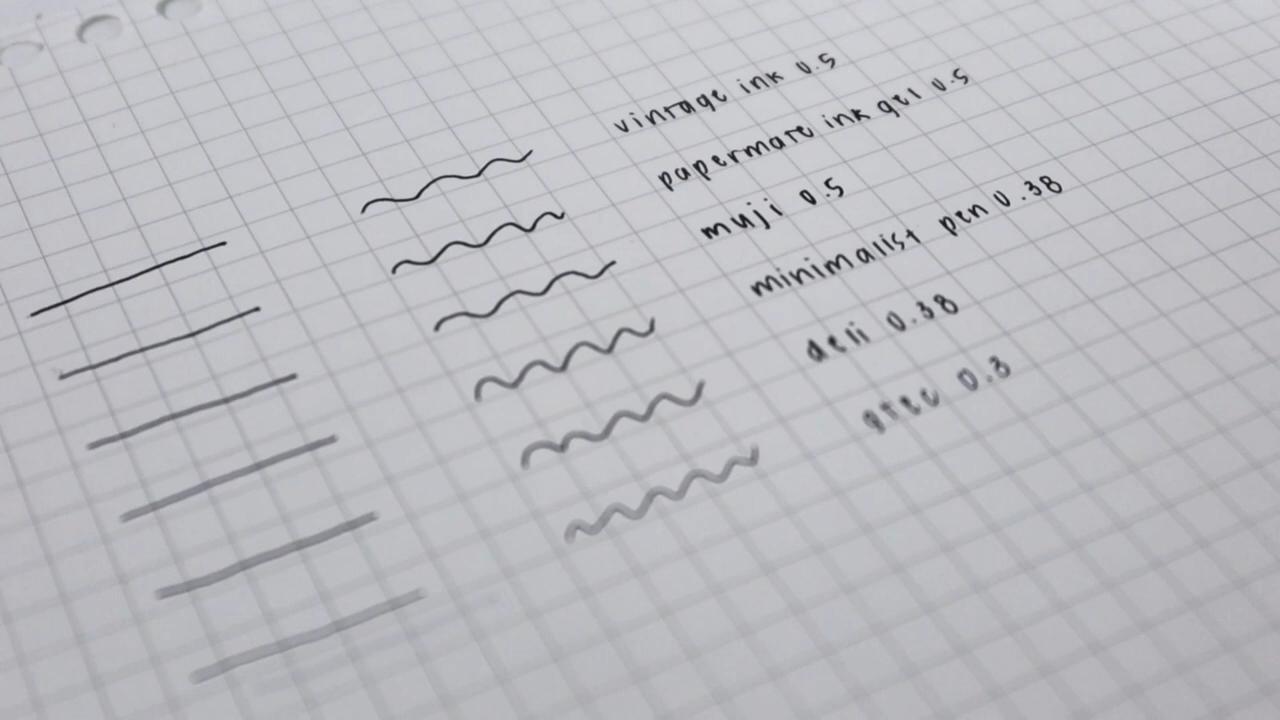 vintage ink 0.5
papermate ink gel 0.5
muji 0.5
minimalist pen 0.38
deli 0.38
0.3